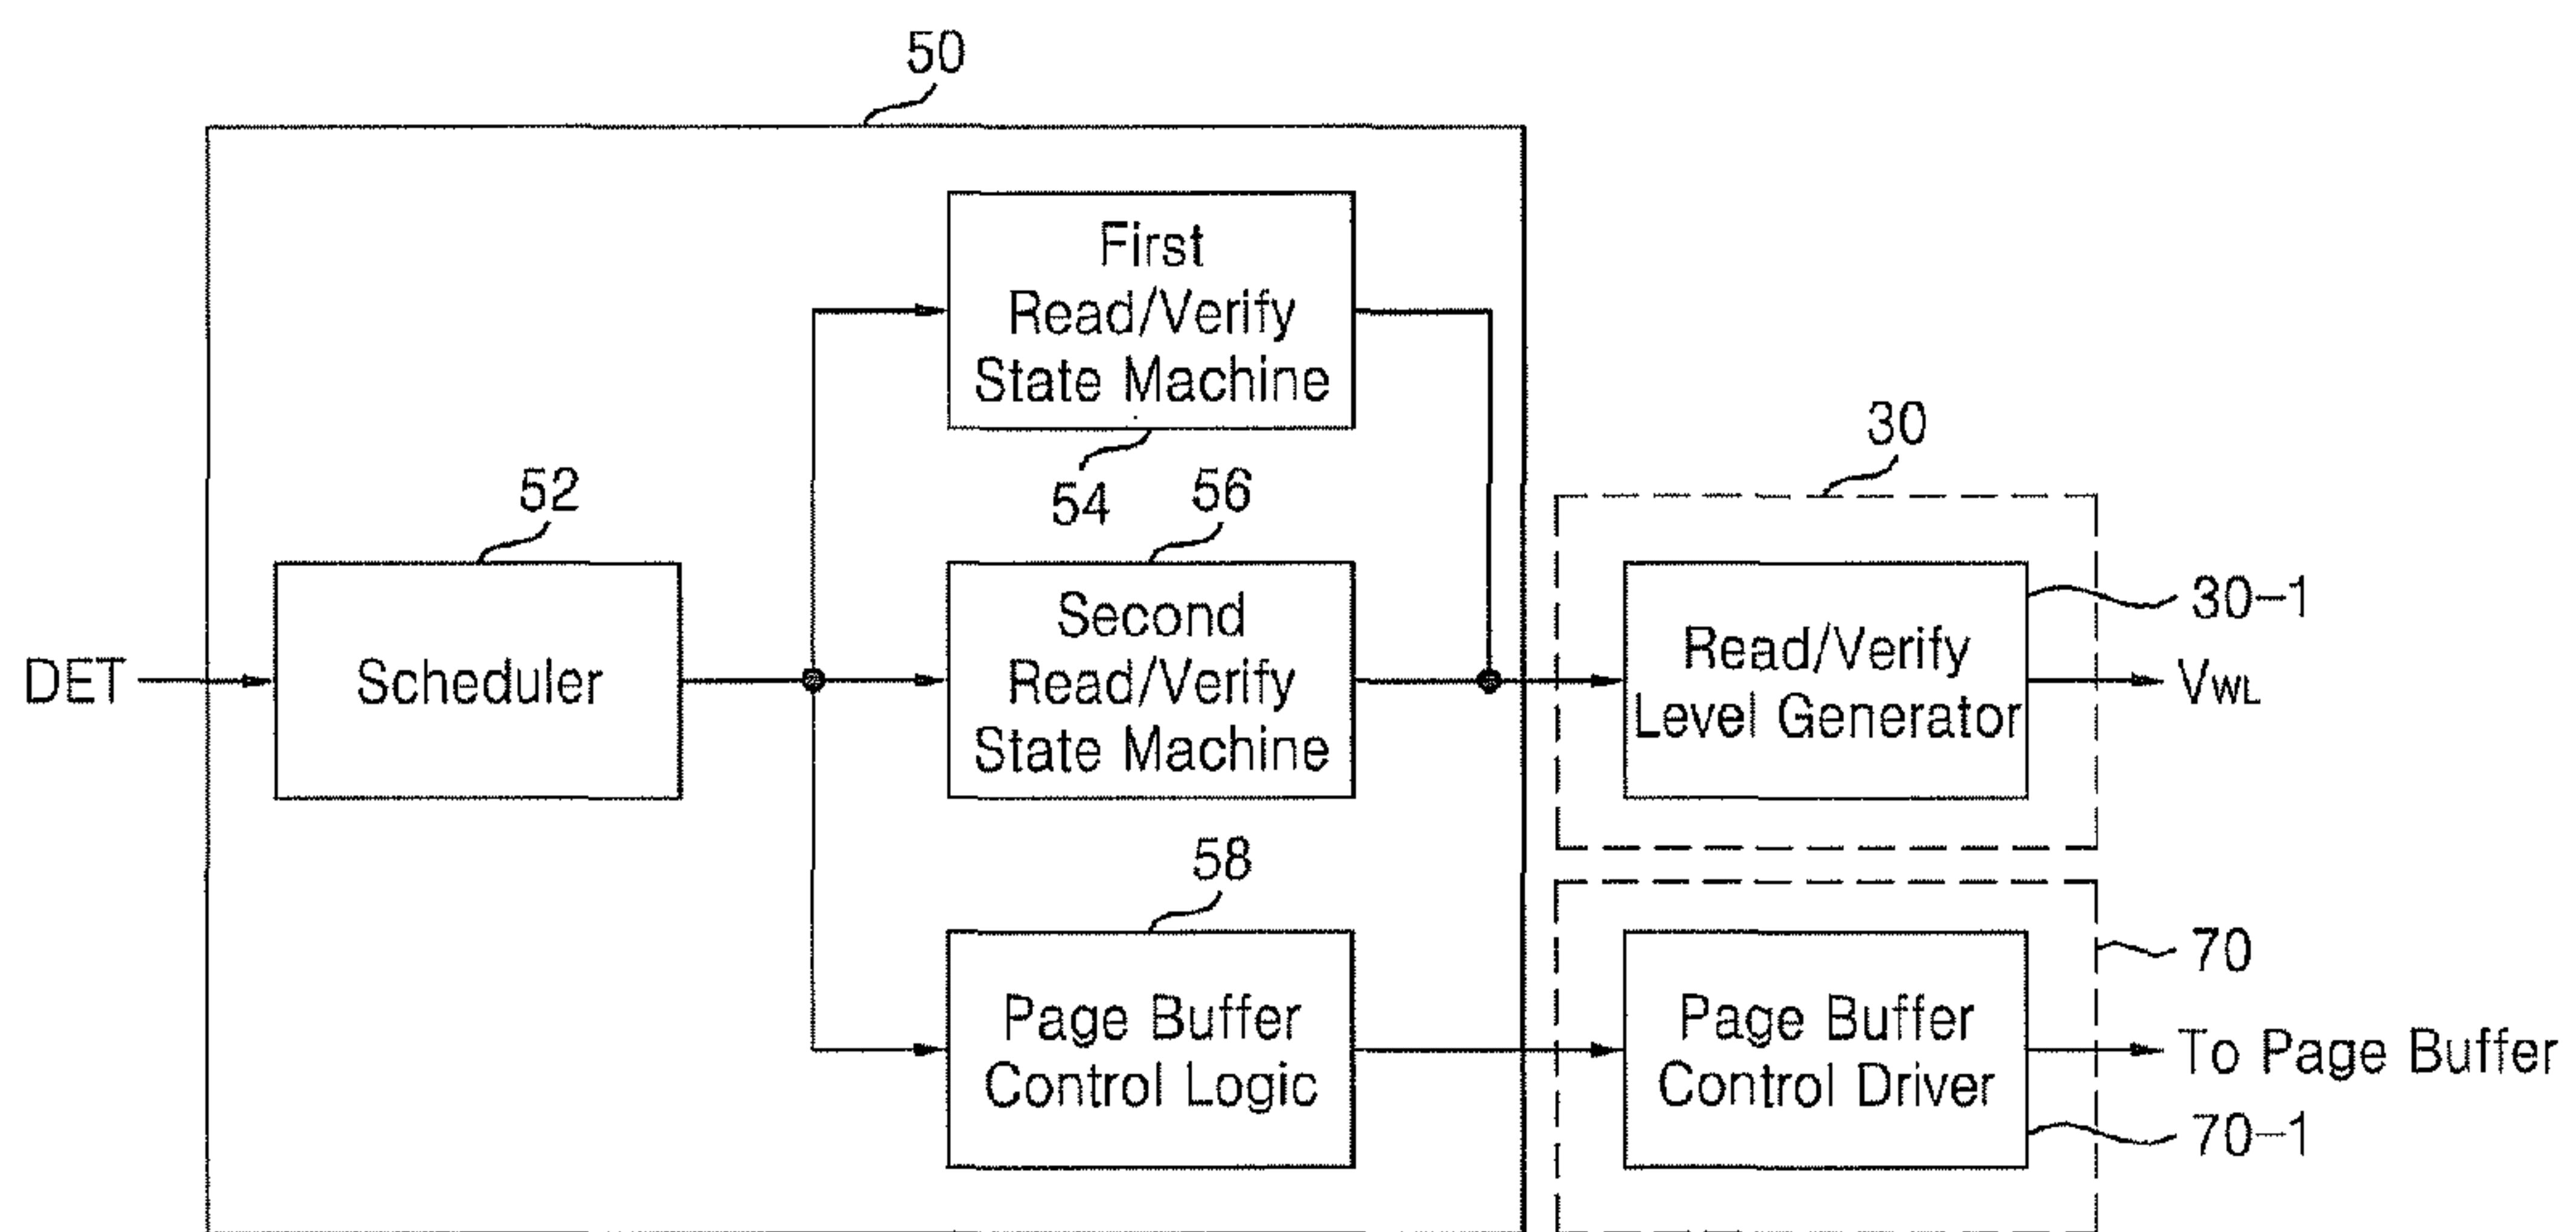 50
First
Read/Verify
State Machine
54
52
56
30
DET
Scheduler
Second
Read/Verify
State Machine
Read/Verify
Level Generator
30-1
VWL
58
Page Buffer
Control Logic
Page Buffer
Control Driver
70
To Page Buffer
70-1